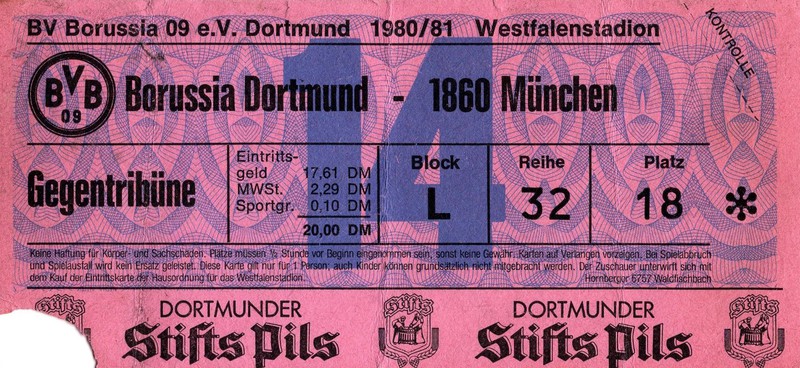 BV Borussia 09 e.V. Dortmund 1980/81 Westfalenstadion
KONTROLLE
14
BVB 09
Borussia Dortmund - 1860 München
Gegentribüne
Eintritts-
geld 17,61 DM
MWSt. 2,29 DM
Sportgr. 0,10 DM
20,00 DM
Block
L
Reihe
32
Platz
18 *
Keine Haftung für Körper- und Sachschaden. Plätze müssen ½ Stunde vor Beginn eingenommen sein, sonst keine Gewähr. Karten auf Verlangen vorzeigen. Bei Spielabbruch
und Spielausfall wird kein Ersatz geleistet. Diese Karte gilt nur für 1 Person; auch Kinder können grundsätzlich nicht mitgebracht werden. Der Zuschauer unterwirft sich mit
dem Kauf der Eintrittskarte der Hausordnung für das Westfalenstadion. Hornberger 6757 Waldfischbach
Stifts DORTMUNDER Stifts DORTMUNDER Stifts
Stifts Pils Stifts Pils